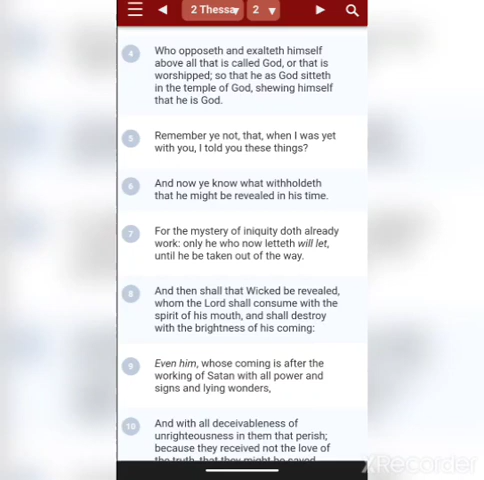 2 Thessa
2
4
Who opposeth and exalteth himself
above all that is called God, or that is
worshipped; so that he as God sitteth
in the temple of God, shewing himself
that he is God.
5
Remember ye not, that, when I was yet
with you, I told you these things?
6
And now ye know what withholdeth
that he might be revealed in his time.
7
For the mystery of iniquity doth already
work: only he who now letteth will let,
until he be taken out of the way.
8
And then shall that Wicked be revealed,
whom the Lord shall consume with the
spirit of his mouth, and shall destroy
with the brightness of his coming:
9
Even him, whose coming is after the
working of Satan with all power and
signs and lying wonders,
10
And with all deceivableness of
unrighteousness in them that perish;
because they received not the love of
the truth, that they might be saved
XRecorder